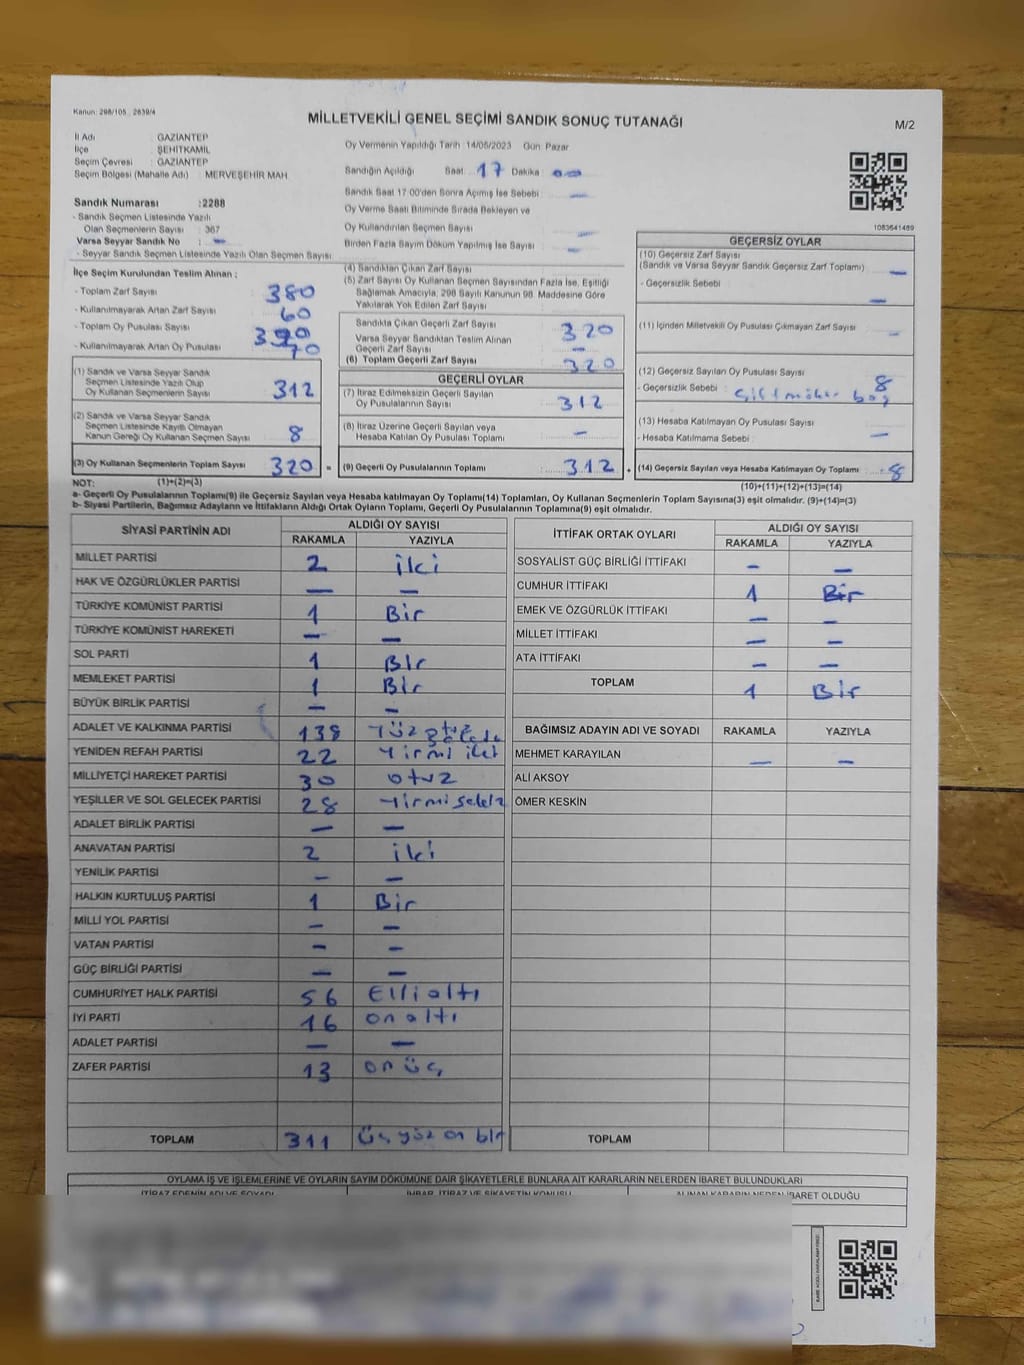 Kanun: 298/105 , 2839/4
MİLLETVEKİLİ GENEL SEÇİMİ SANDIK SONUÇ TUTANAĞI
M/2
İl Adı : GAZİANTEP
İlçe : ŞEHİTKAMİL
Seçim Çevresi : GAZİANTEP
Seçim Bölgesi (Mahalle Adı) : MERVEŞEHİR MAH.
Sandık Numarası :2288
- Sandık Seçmen Listesinde Yazılı
Olan Seçmenlerin Sayısı : 367
Varsa Seyyar Sandık No : -
- Seyyar Sandık Seçmen Listesinde Yazılı Olan Seçmen Sayısı
Oy Vermenin Yapıldığı Tarih :14/05/2023 Gün: Pazar
Sandığın Açıldığı Saat: 17 Dakika 00
Sandık Saat 17:00'den Sonra Açımış İse Sebebi : -
Oy Verme Saati Bitiminde Sırada Bekleyen ve
Oy Kullandırılan Seçmen Sayısı : -
Birden Fazla Sayım Döküm Yapılmış İse Sayısı : -
1083641489
İlçe Seçim Kurulundan Teslim Alınan ;
- Toplam Zarf Sayısı 380
- Kullanılmayarak Artan Zarf Sayısı 60
- Toplam Oy Pusulası Sayısı
- Kullanılmayarak Artan Oy Pusulası 70
(1) Sandık ve Varsa Seyyar Sandık
Seçmen Listesinde Yazılı Olup
Oy Kullanan Seçmenlerin Sayısı 312
(2) Sandık ve Varsa Seyyar Sandık
Seçmen Listesinde Kayıtlı Olmayan
Kanun Gereği Oy Kullanan Seçmen Sayısı 8
(3) Oy Kullanan Seçmenlerin Toplam Sayısı 320 =
(1)+(2)=(3)
(4) Sandıktan Çıkan Zarf Sayısı
(5) Zarf Sayısı Oy Kullanan Seçmen Sayısından Fazla İse, Eşitliği
Sağlamak Amacıyla, 298 Sayılı Kanunun 98. Maddesine Göre
Yakılarak Yok Edilen Zarf Sayısı
Sandıkta Çıkan Geçerli Zarf Sayısı 320
Varsa Seyyar Sandıktan Teslim Alınan
Geçerli Zarf Sayısı -
(6) Toplam Geçerli Zarf Sayısı 320
GEÇERLİ OYLAR
(7) İtiraz Edilmeksizin Geçerli Sayılan
Oy Pusulalarının Sayısı 312
(8) İtiraz Üzerine Geçerli Sayılan veya
Hesaba Katılan Oy Pusulası Toplamı -
(9) Geçerli Oy Pusulalarının Toplamı 312 +
GEÇERSİZ OYLAR
(10) Geçersiz Zarf Sayısı
(Sandık ve Varsa Seyyar Sandık Geçersiz Zarf Toplamı) -
- Geçersizlik Sebebi : -
(11) İçinden Milletvekili Oy Pusulası Çıkmayan Zarf Sayısı -
(12) Geçersiz Sayılan Oy Pusulası Sayısı 8
- Geçersizlik Sebebi :
(13) Hesaba Katılmayan Oy Pusulası Sayısı
- Hesaba Katılmama Sebebi : -
(14) Geçersiz Sayılan veya Hesaba Katılmayan Oy Toplamı 8
(10)+(11)+(12)+(13)=(14)
NOT:
a- Geçerli Oy Pusulalarının Toplamı(9) ile Geçersiz Sayılan veya Hesaba katılmayan Oy Toplamı(14) Toplamları, Oy Kullanan Seçmenlerin Toplam Sayısına(3) eşit olmalıdır. (9)+(14)=(3)
b- Siyasi Partilerin, Bağımsız Adayların ve İttifakların Aldığı Ortak Oyların Toplamı, Geçerli Oy Pusulalarının Toplamına(9) eşit olmalıdır.
SİYASİ PARTİNİN ADI ALDIĞI OY SAYISI
RAKAMLA YAZIYLA
MİLLET PARTİSİ 2 iki
HAK VE ÖZGÜRLÜKLER PARTİSİ - -
TÜRKİYE KOMÜNİST PARTİSİ 1 Bir
TÜRKİYE KOMÜNİST HAREKETİ - -
SOL PARTİ 1 Bir
MEMLEKET PARTİSİ 1 Bir
BÜYÜK BİRLİK PARTİSİ - -
ADALET VE KALKINMA PARTİSİ 138 Yüz otuz
YENİDEN REFAH PARTİSİ 22 Yirmi iki
MİLLİYETÇİ HAREKET PARTİSİ 30 otuz
YEŞİLLER VE SOL GELECEK PARTİSİ 28 Yirmi sekiz
ADALET BİRLİK PARTİSİ - -
ANAVATAN PARTİSİ 2 iki
YENİLİK PARTİSİ - -
HALKIN KURTULUŞ PARTİSİ 1 Bir
MİLLİ YOL PARTİSİ - -
VATAN PARTİSİ - -
GÜÇ BİRLİĞİ PARTİSİ - -
CUMHURİYET HALK PARTİSİ 56 Elli altı
İYİ PARTİ 16 on altı
ADALET PARTİSİ - -
ZAFER PARTİSİ 13 on üç
TOPLAM 311 üç yüz on bir
İTTİFAK ORTAK OYLARI ALDIĞI OY SAYISI
RAKAMLA YAZIYLA
SOSYALİST GÜÇ BİRLİĞİ İTTİFAKI - -
CUMHUR İTTİFAKI 1 Bir
EMEK VE ÖZGÜRLÜK İTTİFAKI - -
MİLLET İTTİFAKI - -
ATA İTTİFAKI - -
TOPLAM 1 Bir
BAĞIMSIZ ADAYIN ADI VE SOYADI RAKAMLA YAZIYLA
MEHMET KARAYILAN - -
ALİ AKSOY
ÖMER KESKİN
TOPLAM
OYLAMA İŞ VE İŞLEMLERİNE VE OYLARIN SAYIM DÖKÜMÜNE DAİR ŞİKAYETLERLE BUNLARA AİT KARARLARIN NELERDEN İBARET BULUNDUKLARI
İTİRAZ EDENİN ADI VE SOYADI İHBAR, İTİRAZ VE ŞİKAYETİN KONUSU ALINAN KARARIN NEDEN İBARET OLDUĞU